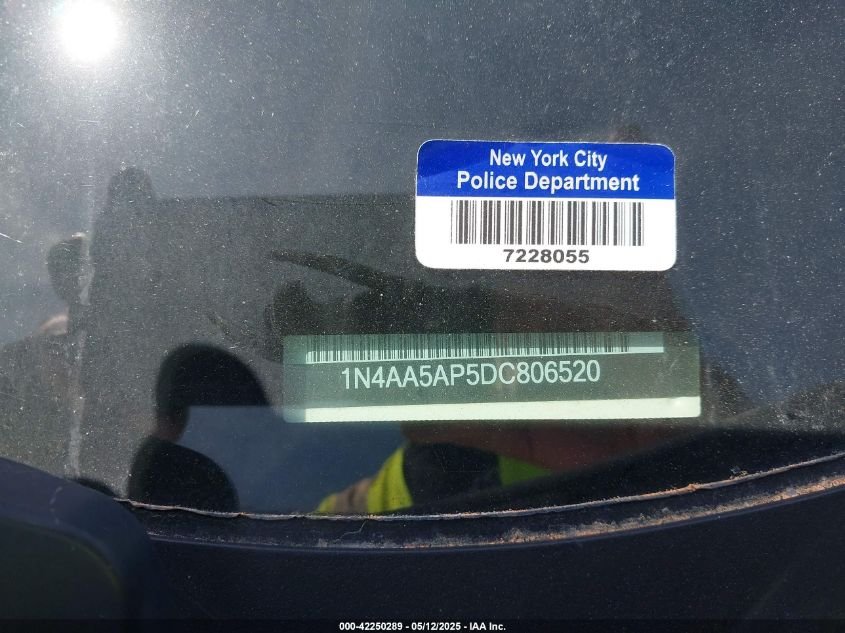 New York City
Police Department
7228055
1N4AA5AP5DC806520
000-42250289 - 05/12/2025 - IAA Inc.